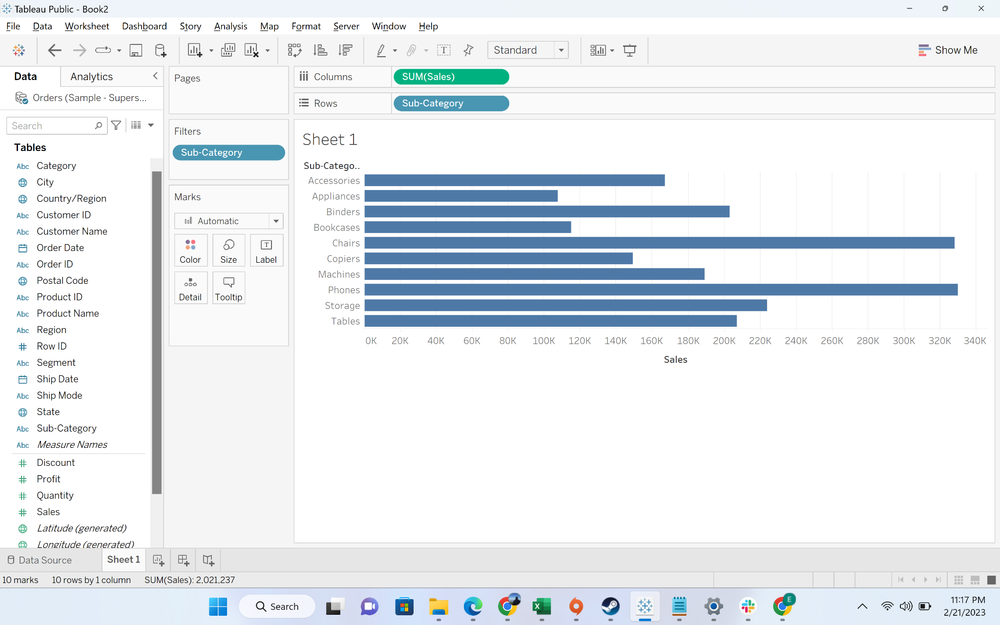 Tableau Public - Book2
File Data Worksheet Dashboard Story Analysis Map Format Server Window Help
Standard
Show Me
Data Analytics
Orders (Sample - Supers...
Search
Tables
Abc Category
City
Country/Region
Abc Customer ID
Abc Customer Name
Order Date
Abc Order ID
Postal Code
Abc Product ID
Abc Product Name
Abc Region
# Row ID
Abc Segment
Ship Date
Abc Ship Mode
State
Abc Sub-Category
Abc Measure Names
# Discount
# Profit
# Quantity
# Sales
Latitude (generated)
Longitude (generated)
Pages
Filters
Sub-Category
Marks
Automatic
Color Size T Label
Detail Tooltip
Columns SUM(Sales)
Rows Sub-Category
Sheet 1
Sub-Catego..
Accessories
Appliances
Binders
Bookcases
Chairs
Copiers
Machines
Phones
Storage
Tables
0K 20K 40K 60K 80K 100K 120K 140K 160K 180K 200K 220K 240K 260K 280K 300K 320K 340K
Sales
Data Source Sheet 1
10 marks 10 rows by 1 column SUM(Sales): 2,021,237
Search
E
11:17 PM
2/21/2023